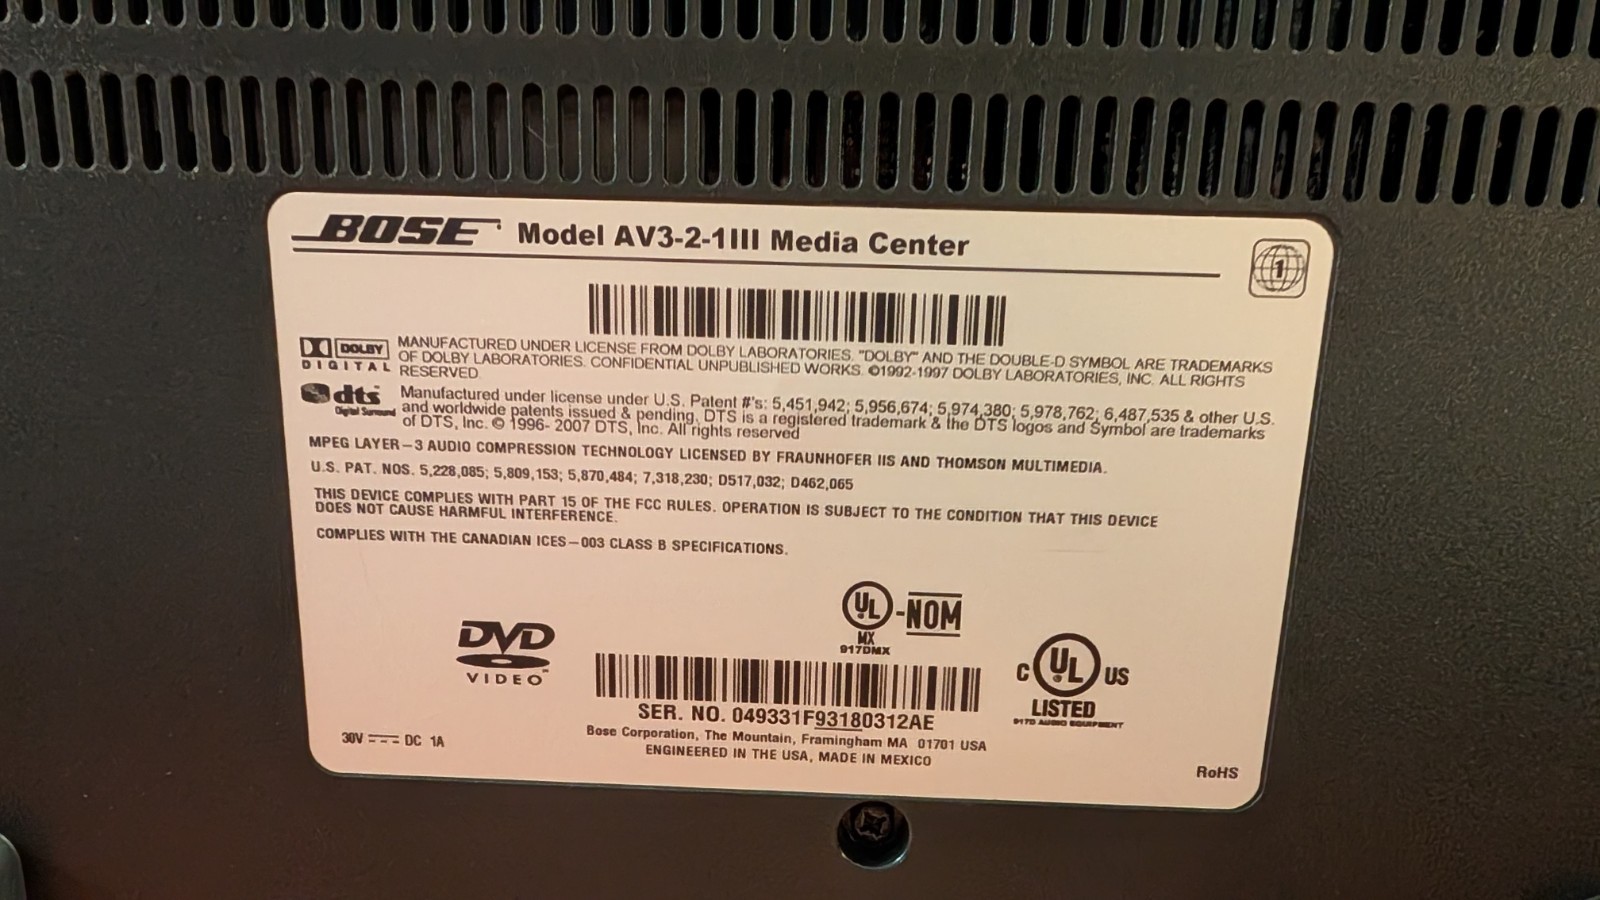 BOSE Model AV3-2-1III Media Center
1
DOLBY
DIGITAL
MANUFACTURED UNDER LICENSE FROM DOLBY LABORATORIES. "DOLBY" AND THE DOUBLE-D SYMBOL ARE TRADEMARKS
OF DOLBY LABORATORIES. CONFIDENTIAL UNPUBLISHED WORKS. ©1992-1997 DOLBY LABORATORIES, INC. ALL RIGHTS
RESERVED
dts
Digital Surround
Manufactured under license under U.S. Patent #'s: 5,451,942; 5,956,674; 5,974,380; 5,978,762; 6,487,535 & other U.S.
and worldwide patents issued & pending. DTS is a registered trademark & the DTS logos and Symbol are trademarks
of DTS, Inc. © 1996- 2007 DTS, Inc. All rights reserved
MPEG LAYER–3 AUDIO COMPRESSION TECHNOLOGY LICENSED BY FRAUNHOFER IIS AND THOMSON MULTIMEDIA.
U.S. PAT. NOS. 5,228,085; 5,809,153; 5,870,484; 7,318,230; D517,032; D462,065
THIS DEVICE COMPLIES WITH PART 15 OF THE FCC RULES. OPERATION IS SUBJECT TO THE CONDITION THAT THIS DEVICE
DOES NOT CAUSE HARMFUL INTERFERENCE.
COMPLIES WITH THE CANADIAN ICES–003 CLASS B SPECIFICATIONS.
UL -NOM
MX
917DMX
DVD
VIDEO
C UL US
LISTED
917D AUDIO EQUIPMENT
SER. NO. 049331F93180312AE
Bose Corporation, The Mountain, Framingham MA 01701 USA
ENGINEERED IN THE USA, MADE IN MEXICO
30V DC 1A
RoHS